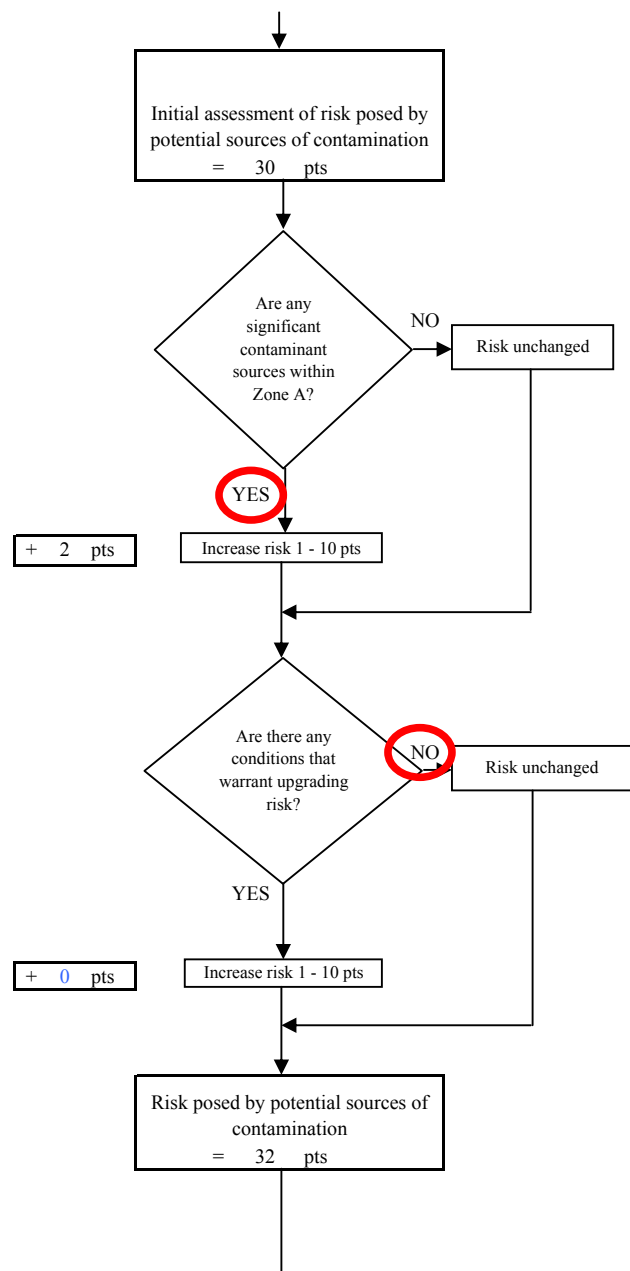 Initial assessment of risk posed by
potential sources of contamination
= 30 pts
Are any
significant
contaminant
sources within
Zone A?
NO
Risk unchanged
YES
+ 2 pts
Increase risk 1 - 10 pts
Are there any
conditions that
warrant upgrading
risk?
NO
Risk unchanged
YES
+ 0 pts
Increase risk 1 - 10 pts
Risk posed by potential sources of
contamination
= 32 pts